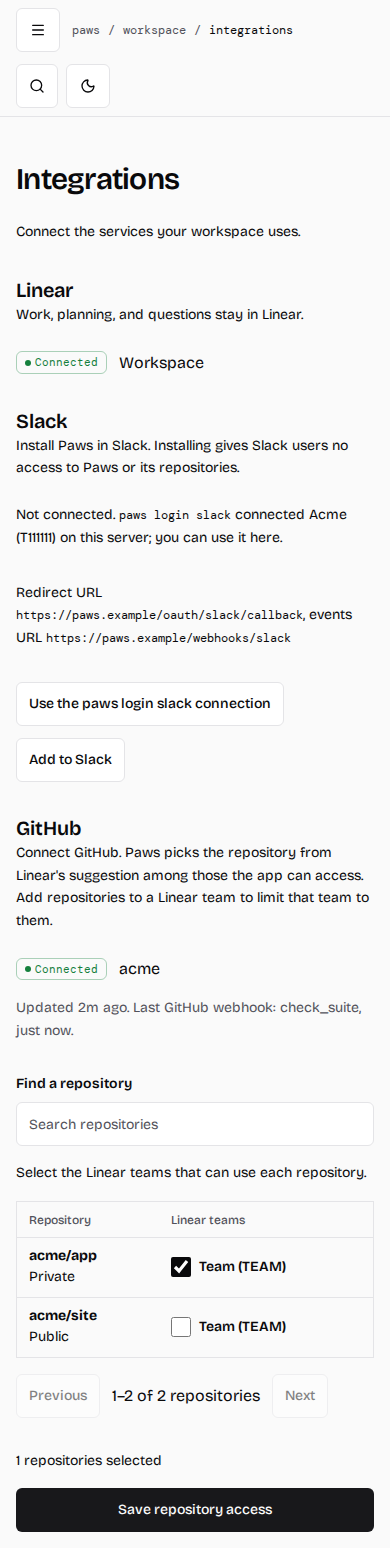 paws / workspace / integrations
Integrations
Connect the services your workspace uses.
Linear
Work, planning, and questions stay in Linear.
Connected Workspace
Slack
Install Paws in Slack. Installing gives Slack users no
access to Paws or its repositories.
Not connected. paws login slack connected Acme
(T111111) on this server; you can use it here.
Redirect URL
https://paws.example/oauth/slack/callback, events
URL https://paws.example/webhooks/slack
Use the paws login slack connection
Add to Slack
GitHub
Connect GitHub. Paws picks the repository from
Linear's suggestion among those the app can access.
Add repositories to a Linear team to limit that team to
them.
Connected acme
Updated 2m ago. Last GitHub webhook: check_suite,
just now.
Find a repository
Search repositories
Select the Linear teams that can use each repository.
Repository Linear teams
acme/app
Private
Team (TEAM)
acme/site
Public
Team (TEAM)
Previous 1–2 of 2 repositories Next
1 repositories selected
Save repository access